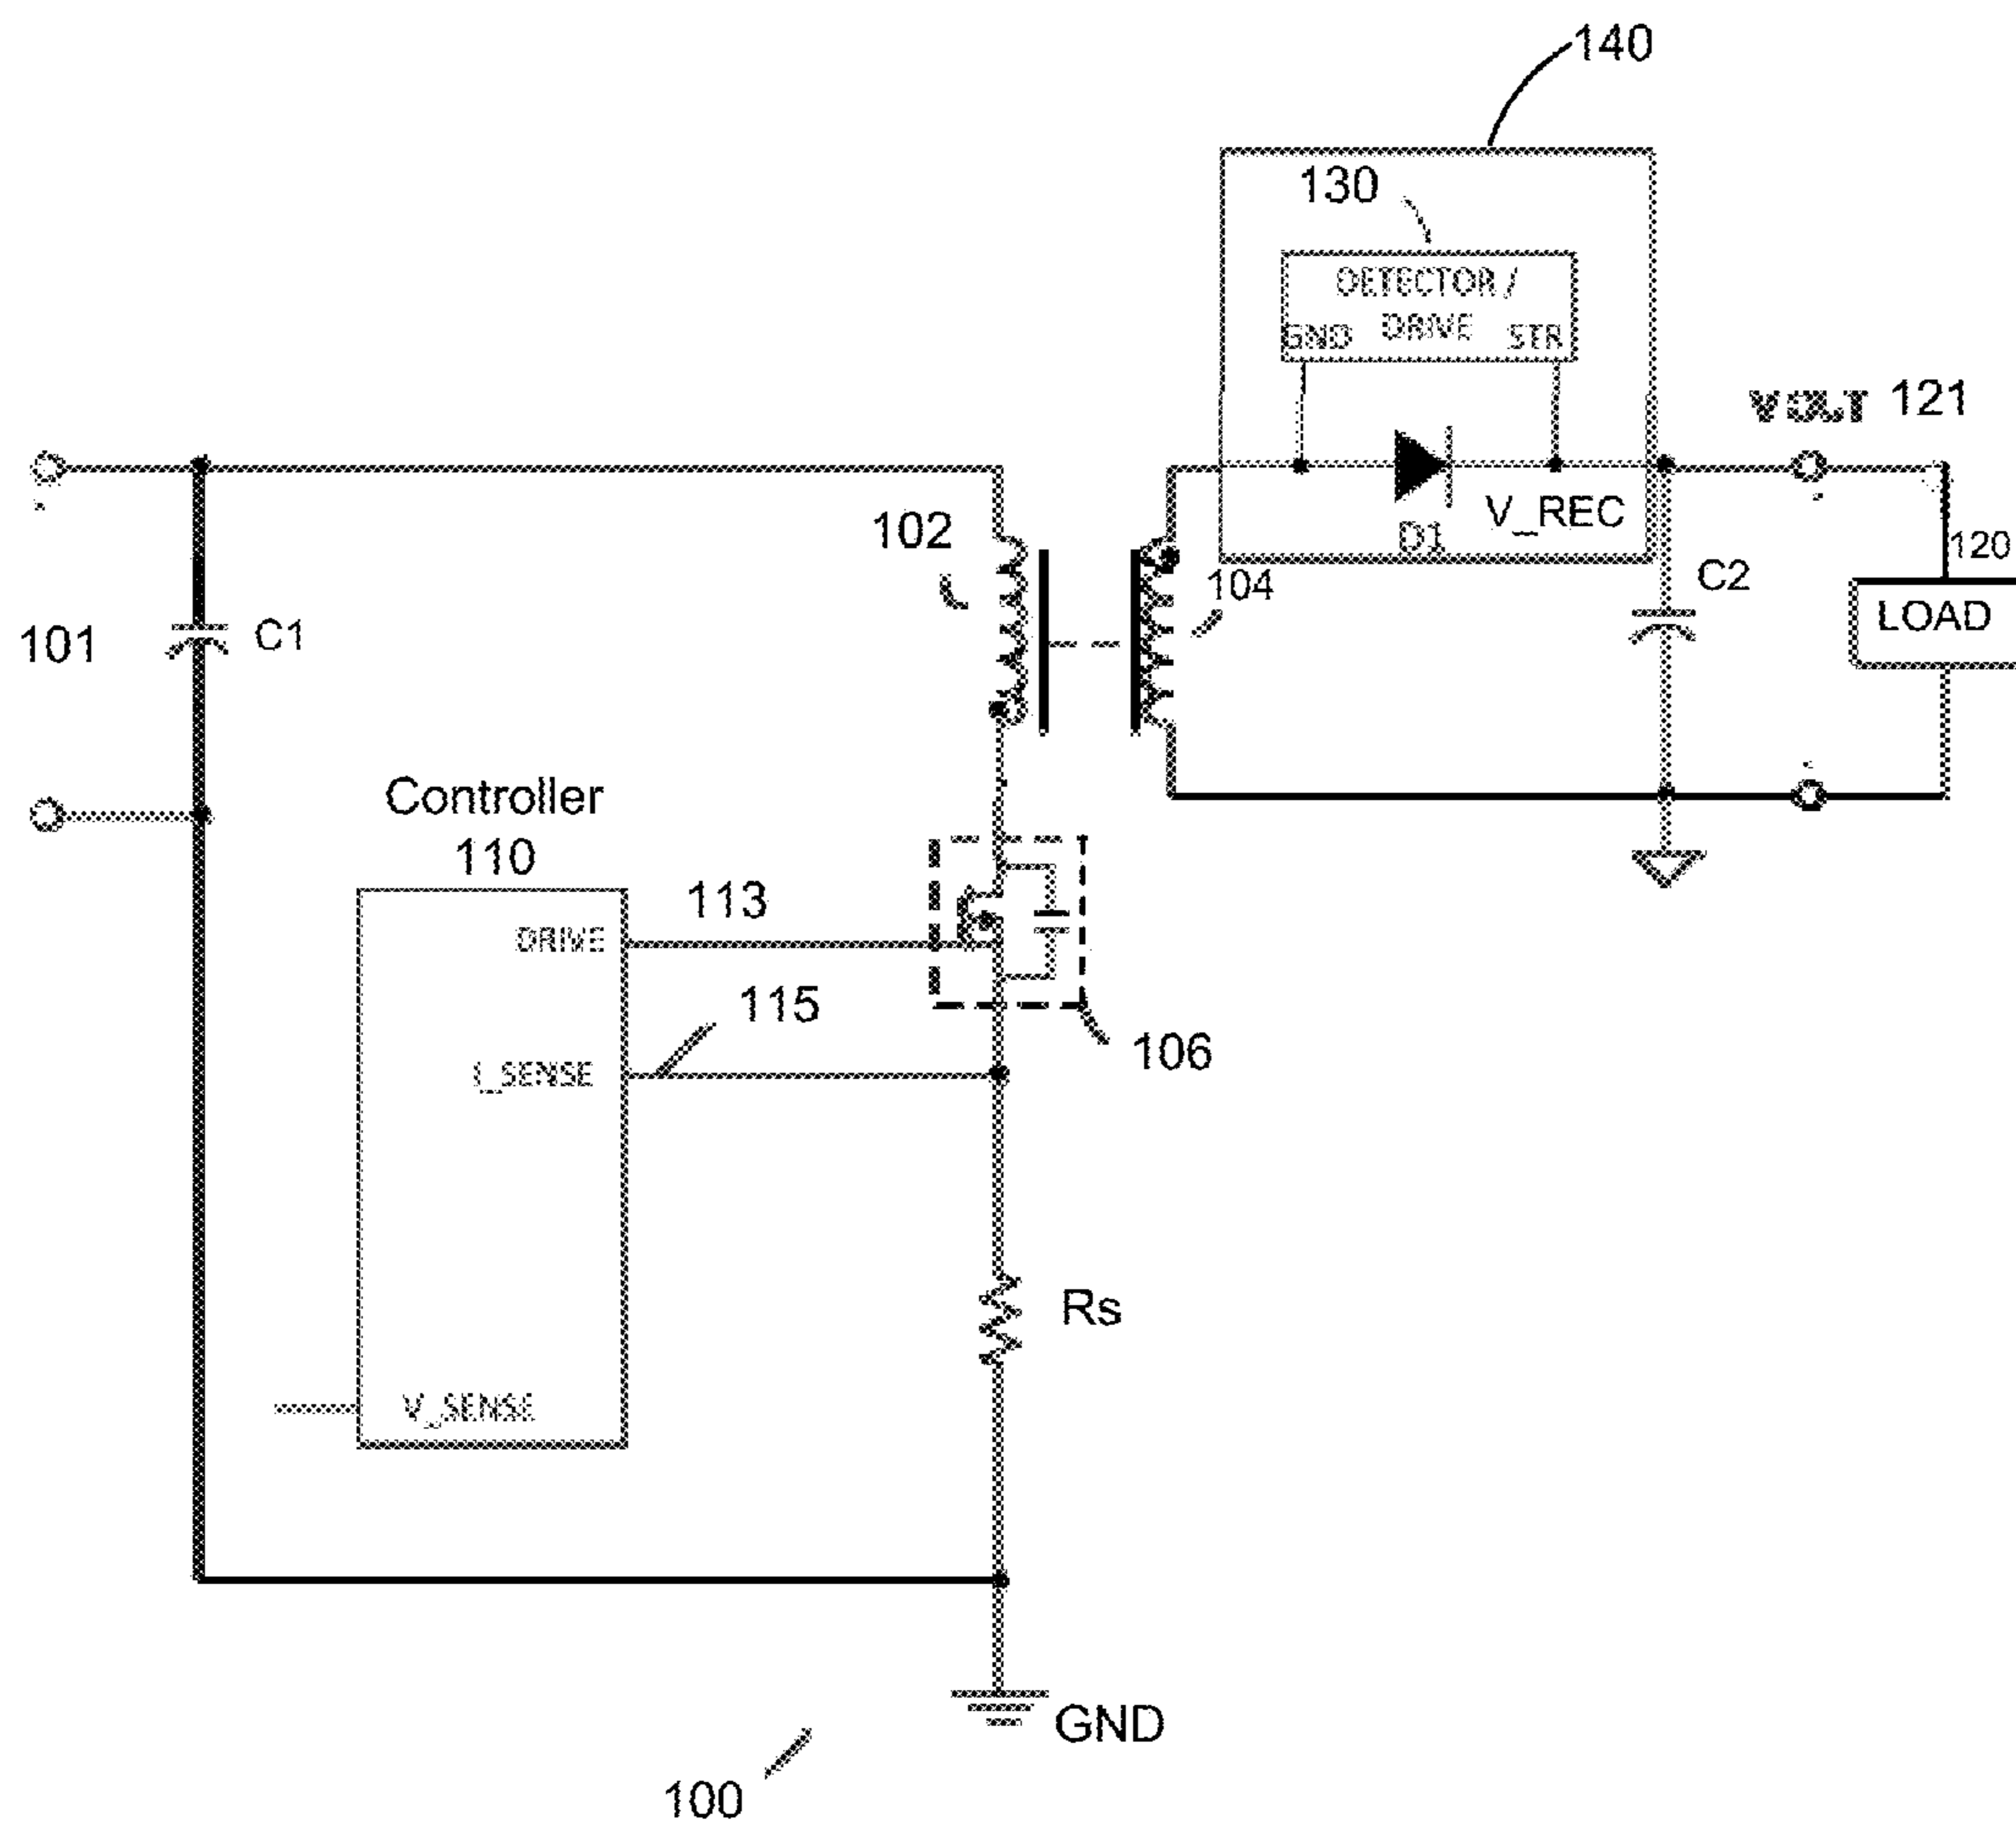 140
130
DETECTOR /
DRIVE
GND
STR
VOLT 121
102
V_REC
D1
104
C2
120
LOAD
101
C1
Controller
110
113
DRIVE
115
I_SENSE
106
Rs
V_SENSE
GND
100